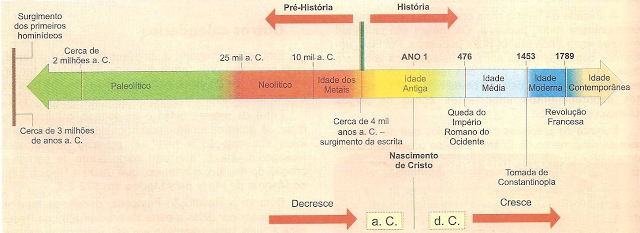 Pré-História
História
Surgimento
dos primeiros
hominídeos
Cerca de
2 milhões a. C.
25 mil a. C.
10 mil a. C.
ANO 1
476
1453
1789
Paleolítico
Neolítico
Idade dos
Metais
Idade
Antiga
Idade
Média
Idade
Moderna
Idade
Contemporânea
Cerca de 3 milhões
de anos a. C.
Cerca de 4 mil
anos a. C. –
surgimento da escrita
Nascimento
de Cristo
Queda do
Império
Romano do
Ocidente
Revolução
Francesa
Tomada de
Constantinopla
Decresce
a. C.
d. C.
Cresce